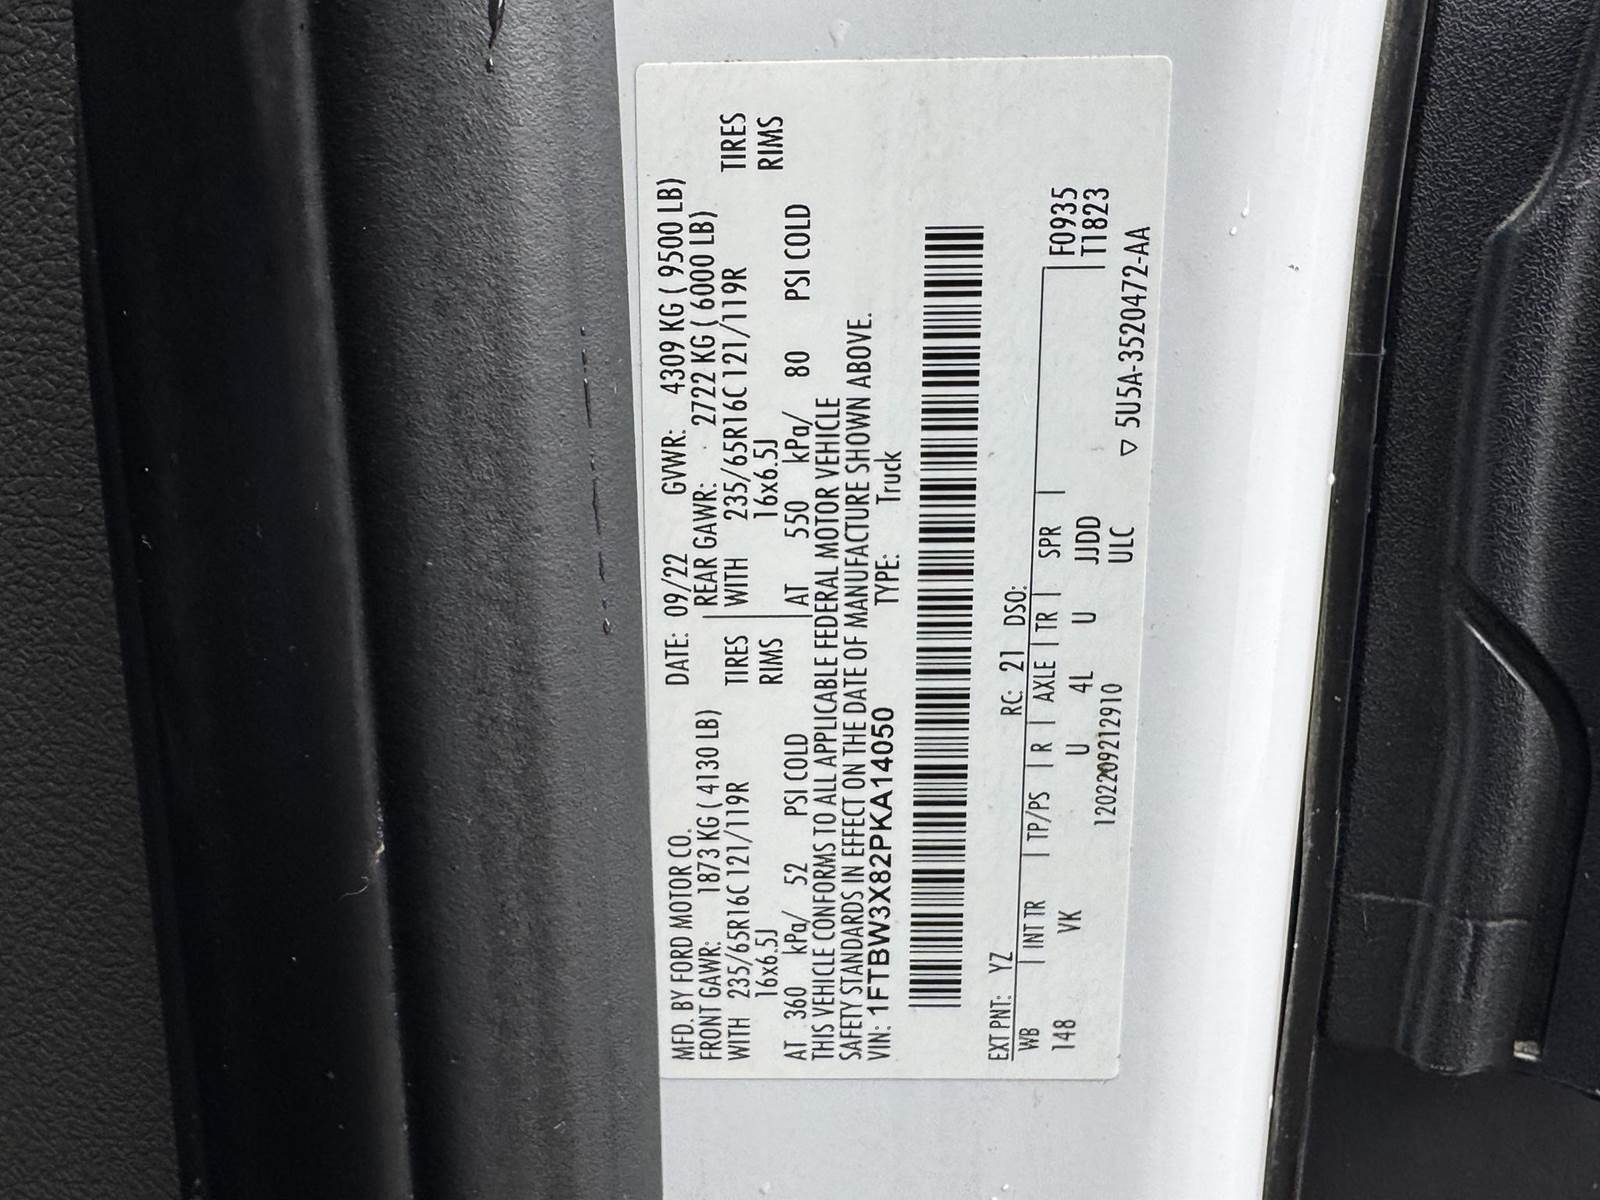 MFD. BY FORD MOTOR CO. DATE: 09/22 GVWR: 4309 KG ( 9500 LB)
FRONT GAWR: 1873 KG ( 4130 LB) REAR GAWR: 2722 KG ( 6000 LB)
WITH 235/65R16C 121/119R TIRES WITH 235/65R16C 121/119R TIRES
16x6.5J RIMS 16x6.5J RIMS
AT 360 kPa/ 52 PSI COLD AT 550 kPa/ 80 PSI COLD
THIS VEHICLE CONFORMS TO ALL APPLICABLE FEDERAL MOTOR VEHICLE
SAFETY STANDARDS IN EFFECT ON THE DATE OF MANUFACTURE SHOWN ABOVE.
VIN: 1FTBW3X82PKA14050 TYPE: Truck
EXT PNT: YZ RC: 21 DSO:
WB | INT TR | TP/PS | R | AXLE | TR | SPR | F0935
148 VK U 4L U JJDD T1823
1202209212910 ULC
▽ 5U5A-3520472-AA